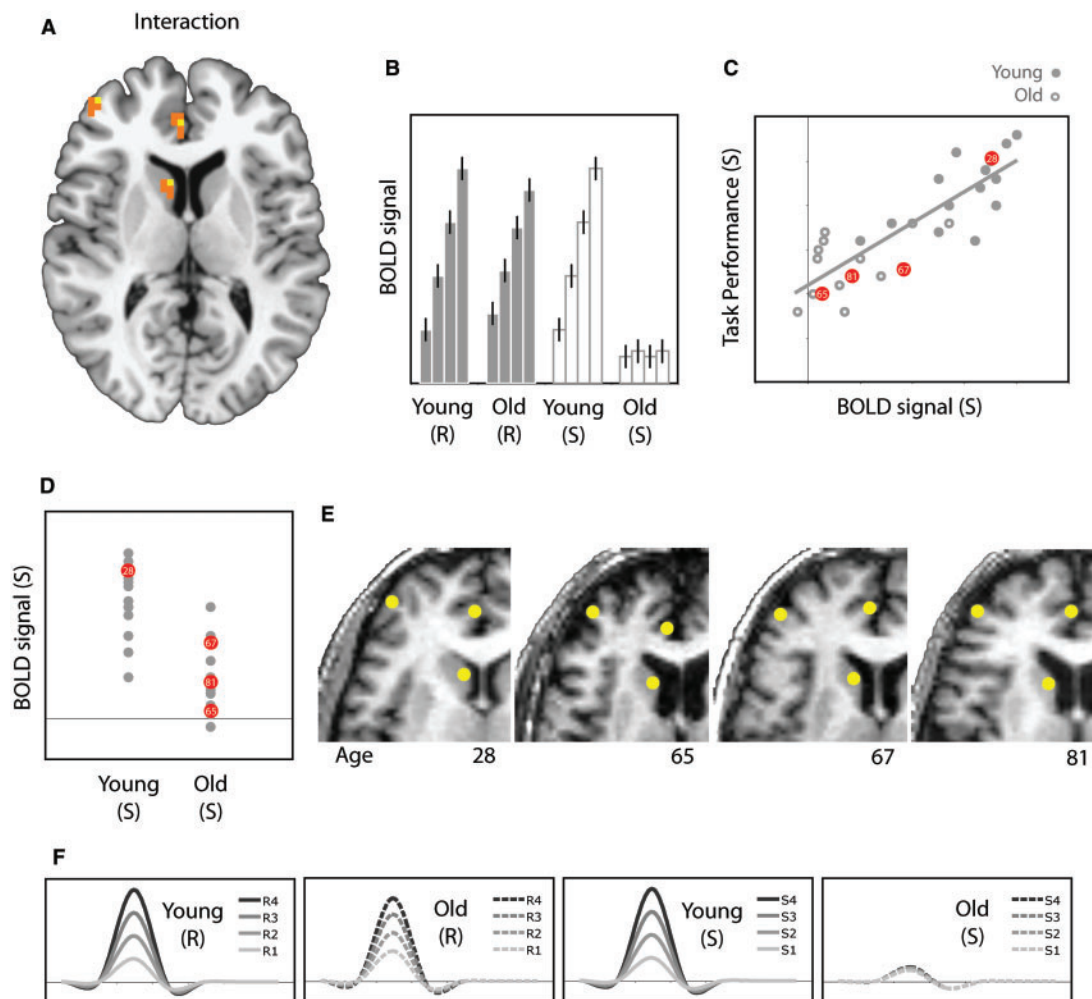 A
Interaction
B
BOLD signal
Young
(R)
Old
(R)
Young
(S)
Old
(S)
C
Young
Old
Task Performance (S)
28
67
81
65
BOLD signal (S)
D
BOLD signal (S)
28
67
81
65
Young
(S)
Old
(S)
E
Age 28 65 67 81
F
Young
(R)
R4
R3
R2
R1
Old
(R)
R4
R3
R2
R1
Young
(S)
S4
S3
S2
S1
Old
(S)
S4
S3
S2
S1